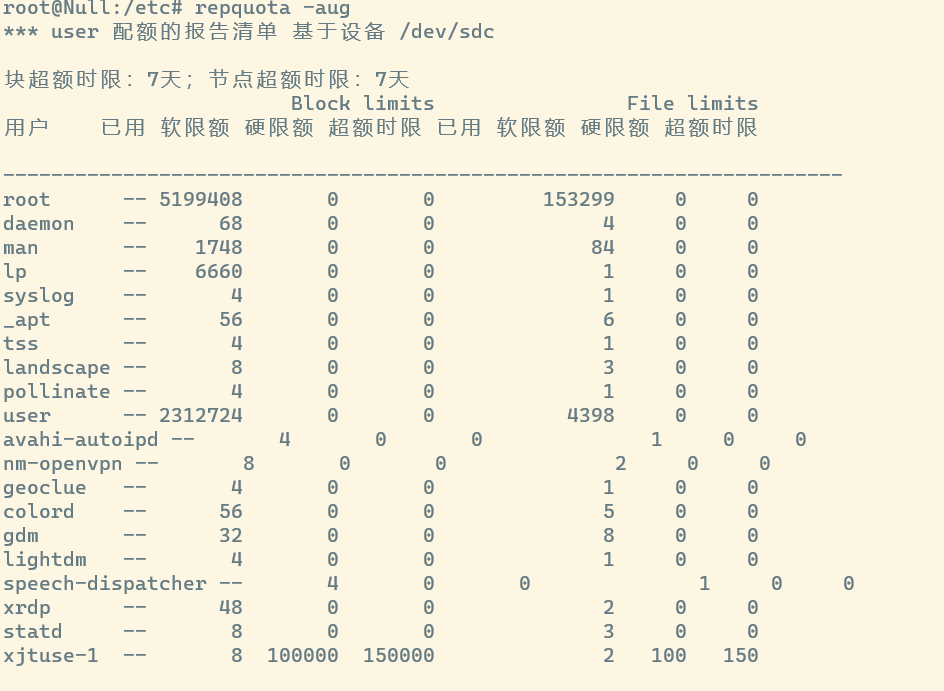 root@Null:/etc# repquota -aug
*** user 配额的报告清单 基于设备 /dev/sdc
块超额时限: 7天; 节点超额时限: 7天
Block limits File limits
用户 已用 软限额 硬限额 超额时限 已用 软限额 硬限额 超额时限
----------------------------------------------------------------------
root -- 5199408 0 0 153299 0 0
daemon -- 68 0 0 4 0 0
man -- 1748 0 0 84 0 0
lp -- 6660 0 0 1 0 0
syslog -- 4 0 0 1 0 0
_apt -- 56 0 0 6 0 0
tss -- 4 0 0 1 0 0
landscape -- 8 0 0 3 0 0
pollinate -- 4 0 0 1 0 0
user -- 2312724 0 0 4398 0 0
avahi-autoipd -- 4 0 0 1 0 0
nm-openvpn -- 8 0 0 2 0 0
geoclue -- 4 0 0 1 0 0
colord -- 56 0 0 5 0 0
gdm -- 32 0 0 8 0 0
lightdm -- 4 0 0 1 0 0
speech-dispatcher -- 4 0 0 1 0 0
xrdp -- 48 0 0 2 0 0
statd -- 8 0 0 3 0 0
xjtuse-1 -- 8 100000 150000 2 100 150